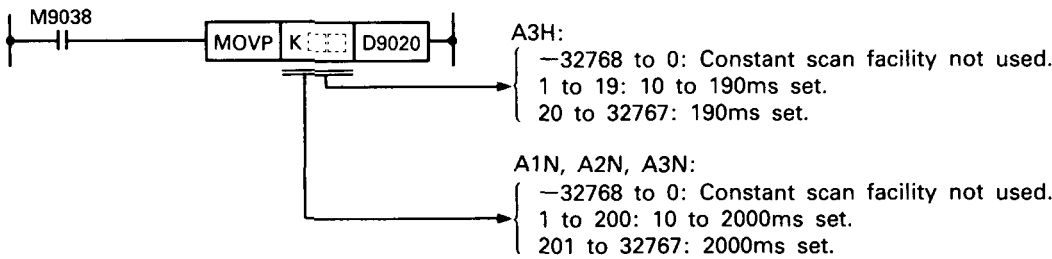 M9038
MOVP K D9020
A3H:
—32768 to 0: Constant scan facility not used.
1 to 19: 10 to 190ms set.
20 to 32767: 190ms set.
A1N, A2N, A3N:
—32768 to 0: Constant scan facility not used.
1 to 200: 10 to 2000ms set.
201 to 32767: 2000ms set.